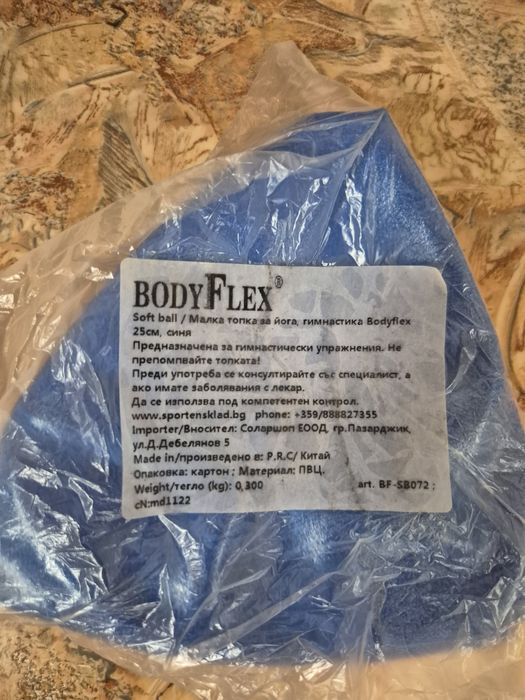 BODYFLEX®
Soft ball / Малка топка за йога, гимнастика Bodyflex
25см, синя
Предназначена за гимнастически упражнения. Не
препомпвайте топката!
Преди употреба се консултирайте със специалист, а
ако имате заболявания с лекар.
Да се използва под компетентен контрол.
www.sportensklad.bg phone: +359/888827355
Importer/Вносител: Соларшоп ЕООД, гр.Пазарджик,
ул.Д.Дебелянов 5
Made in/произведено в: P.R.C/ Китай
Опаковка: картон ; Материал: ПВЦ.
Weight/тегло (kg): 0,300 art. BF-SB072 ;
cN:md1122